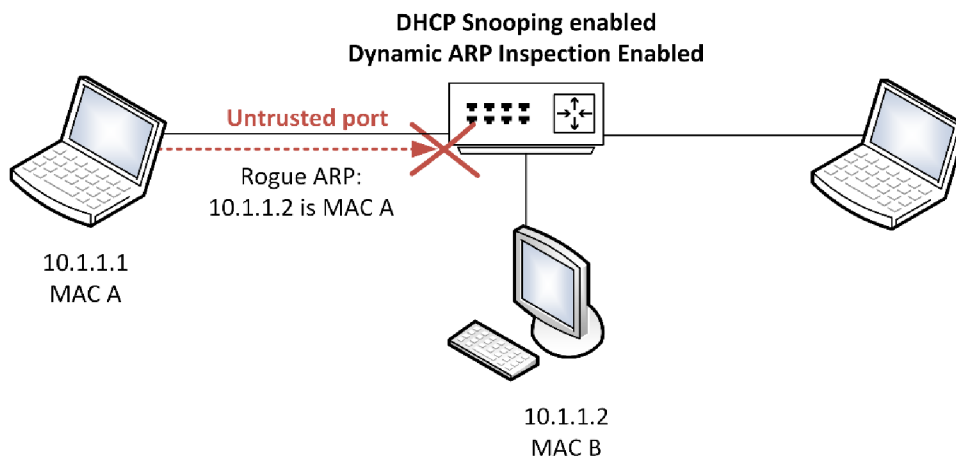 DHCP Snooping enabled
Dynamic ARP Inspection Enabled
Untrusted port
Rogue ARP:
10.1.1.2 is MAC A
10.1.1.1
MAC A
10.1.1.2
MAC B